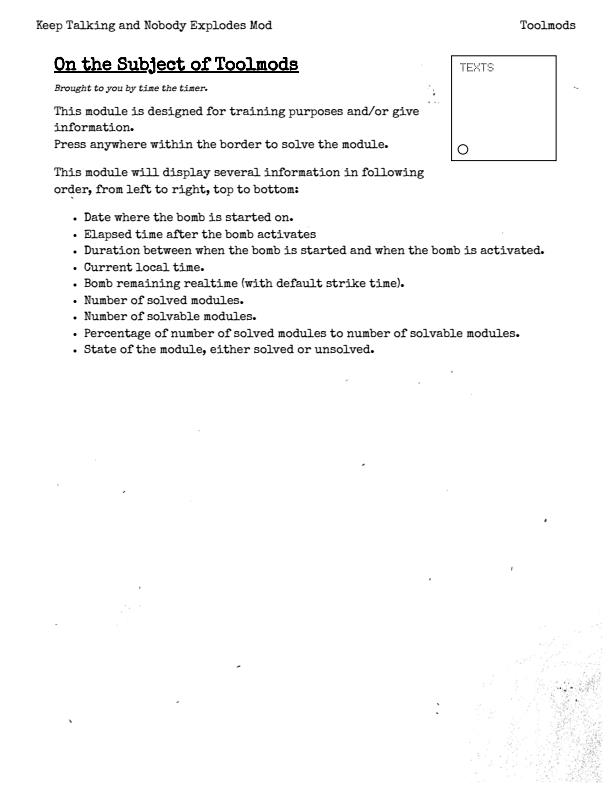 Keep Talking and Nobody Explodes Mod
Toolmods
On the Subject of Toolmods
TEXTS
Brought to you by time the timer.
This module is designed for training purposes and/or give
information.
Press anywhere within the border to solve the module.
This module will display several information in following
order, from left to right, top to bottom:
• Date where the bomb is started on.
• Elapsed time after the bomb activates
• Duration between when the bomb is started and when the bomb is activated.
• Current local time.
• Bomb remaining realtime (with default strike time).
• Number of solved modules.
• Number of solvable modules.
• Percentage of number of solved modules to number of solvable modules.
• State of the module, either solved or unsolved.